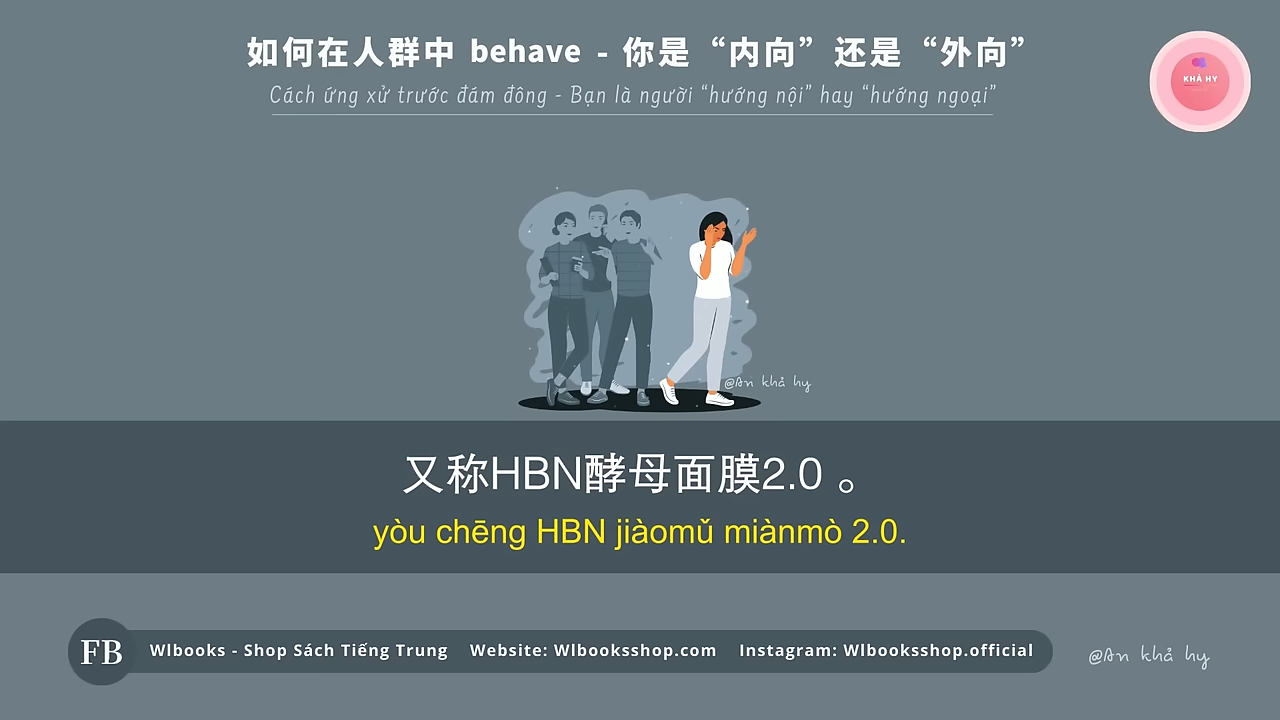 如何在人群中 behave - 你是“内向”还是“外向”
Cách ứng xử trước đám đông - Bạn là người “hướng nội” hay “hướng ngoại”
KHẢ HY
@An khả hy
又称HBN酵母面膜2.0 。
yòu chēng HBN jiàomǔ miànmò 2.0.
FB
Wlbooks - Shop Sách Tiếng Trung Website: Wlbooksshop.com Instagram: Wlbooksshop.official
@An khả hy